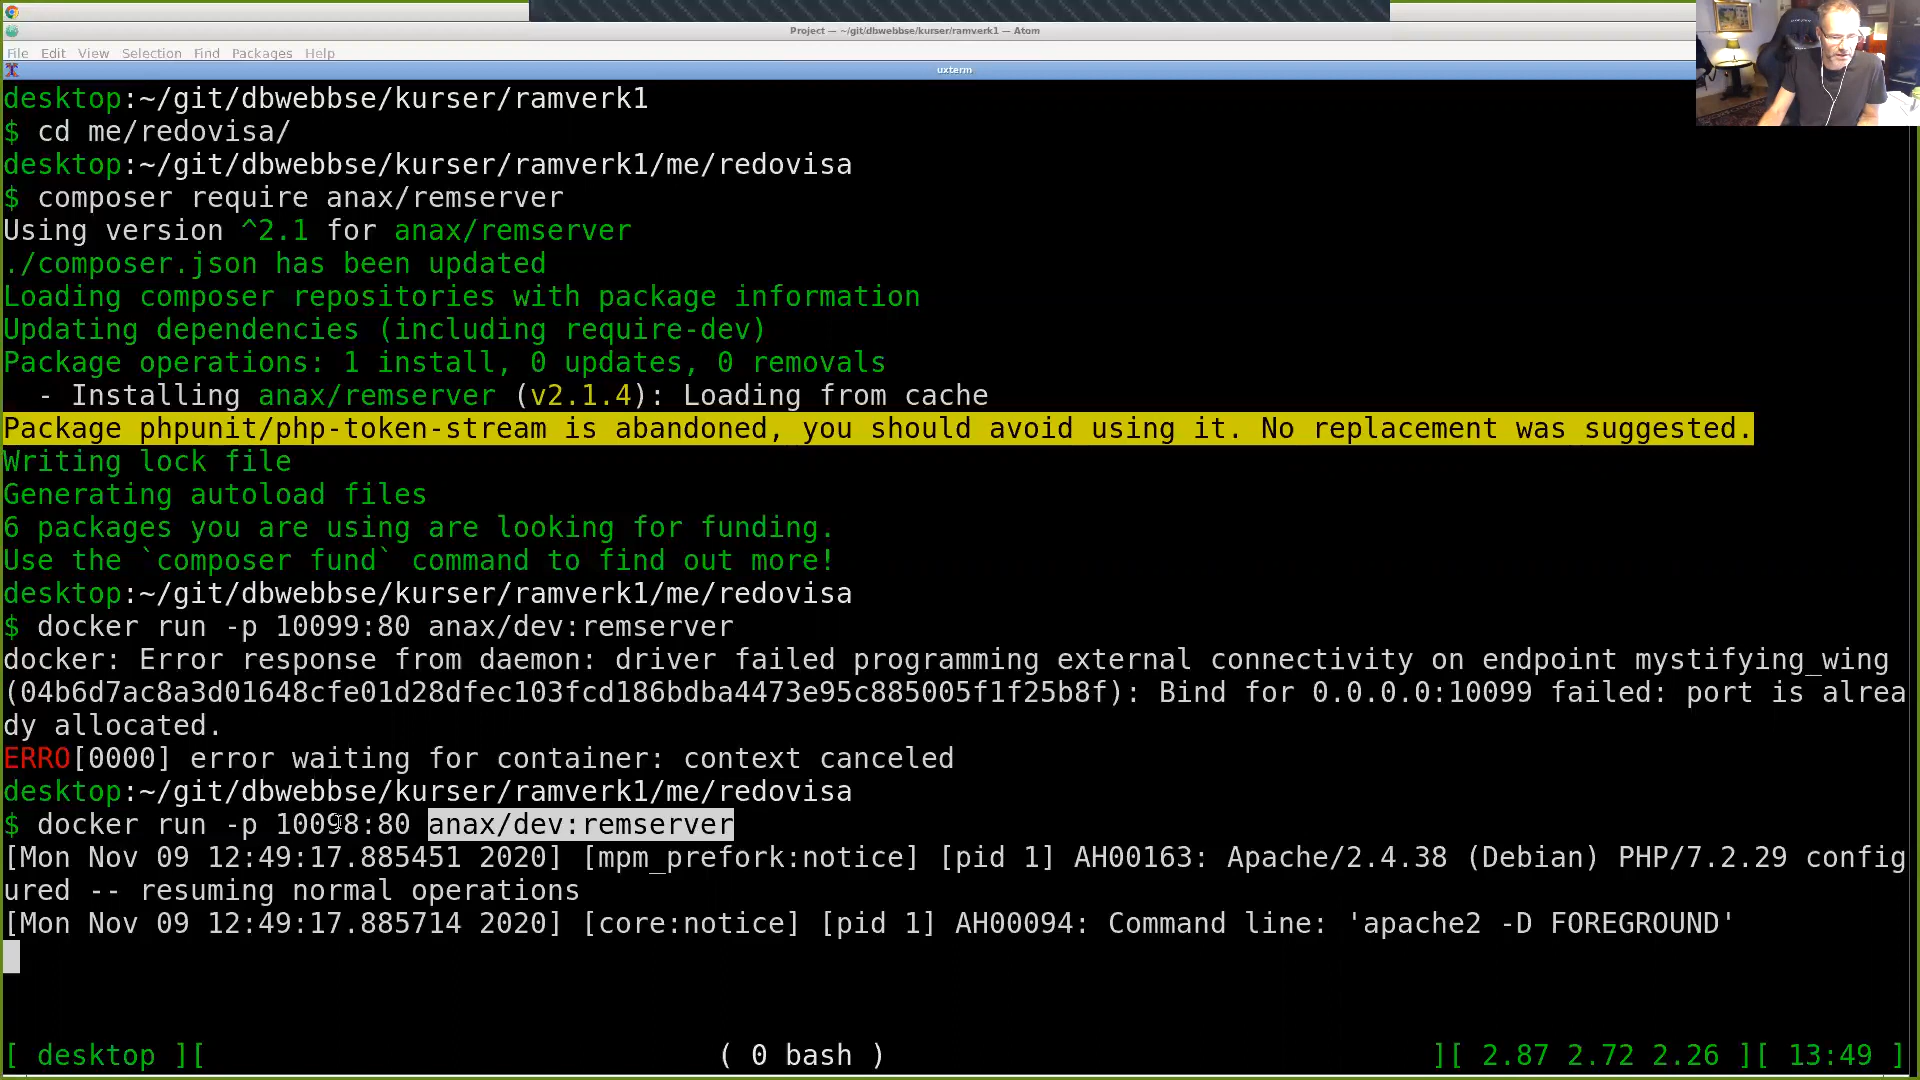 Project — ~/git/dbwebbse/kurser/ramverk1 — Atom
File Edit View Selection Find Packages Help
uxterm
desktop:~/git/dbwebbse/kurser/ramverk1
$ cd me/redovisa/
desktop:~/git/dbwebbse/kurser/ramverk1/me/redovisa
$ composer require anax/remserver
Using version ^2.1 for anax/remserver
./composer.json has been updated
Loading composer repositories with package information
Updating dependencies (including require-dev)
Package operations: 1 install, 0 updates, 0 removals
- Installing anax/remserver (v2.1.4): Loading from cache
Package phpunit/php-token-stream is abandoned, you should avoid using it. No replacement was suggested.
Writing lock file
Generating autoload files
6 packages you are using are looking for funding.
Use the `composer fund` command to find out more!
desktop:~/git/dbwebbse/kurser/ramverk1/me/redovisa
$ docker run -p 10099:80 anax/dev:remserver
docker: Error response from daemon: driver failed programming external connectivity on endpoint mystifying_wing
(04b6d7ac8a3d01648cfe01d28dfec103fcd186bdba4473e95c885005f1f25b8f): Bind for 0.0.0.0:10099 failed: port is alrea
dy allocated.
ERRO[0000] error waiting for container: context canceled
desktop:~/git/dbwebbse/kurser/ramverk1/me/redovisa
$ docker run -p 10098:80 anax/dev:remserver
[Mon Nov 09 12:49:17.885451 2020] [mpm_prefork:notice] [pid 1] AH00163: Apache/2.4.38 (Debian) PHP/7.2.29 config
ured -- resuming normal operations
[Mon Nov 09 12:49:17.885714 2020] [core:notice] [pid 1] AH00094: Command line: 'apache2 -D FOREGROUND'
[ desktop ][ ( 0 bash ) ][ 2.87 2.72 2.26 ][ 13:49 ]